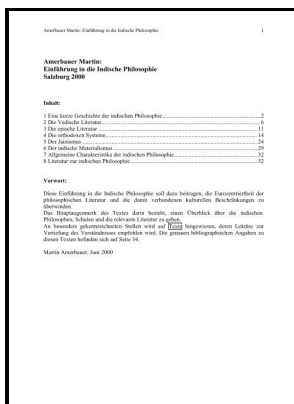 Amerbauer Martin: Einführung in die Indische Philosophie 1
Amerbauer Martin:
Einführung in die Indische Philosophie
Salzburg 2000
Inhalt:
1 Eine kurze Geschichte der indischen Philosophie 2
2 Die Vedische Literatur 6
3 Die epische Literatur 11
4 Die orthodoxen Systeme 14
5 Der Jainismus 24
6 Der indische Materialismus 29
7 Allgemeine Charakteristika der indischen Philosophie 32
8 Literatur zur indischen Philosophie 32
Vorwort:
Diese Einführung in die Indische Philosophie soll dazu beitragen, die Eurozentriertheit der
philosophischen Literatur und die damit verbundenen kulturellen Beschränkungen zu
überwinden.
Das Hauptaugenmerk des Textes darin besteht, einen Überblick über die indischen
Philosophen, Schulen und die relevante Literatur zu geben.
An besonders gekennzeichneten Stellen wird auf Texte hingewiesen, deren Lektüre zur
Vertiefung des Verständnisses empfohlen wird. Die genauen bibliographischen Angaben zu
diesen Texten befinden sich auf Seite 34.
Martin Amerbauer, Juni 2000